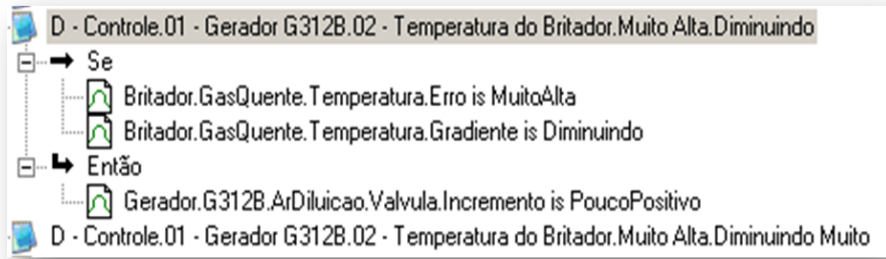 D - Controle.01 - Gerador G312B.02 - Temperatura do Britador.Muito Alta.Diminuindo
Se
Britador.GasQuente.Temperatura.Erro is MuitoAlta
Britador.GasQuente.Temperatura.Gradiente is Diminuindo
Então
Gerador.G312B.ArDiluicao.Valvula.Incremento is PoucoPositivo
D - Controle.01 - Gerador G312B.02 - Temperatura do Britador.Muito Alta.Diminuindo Muito